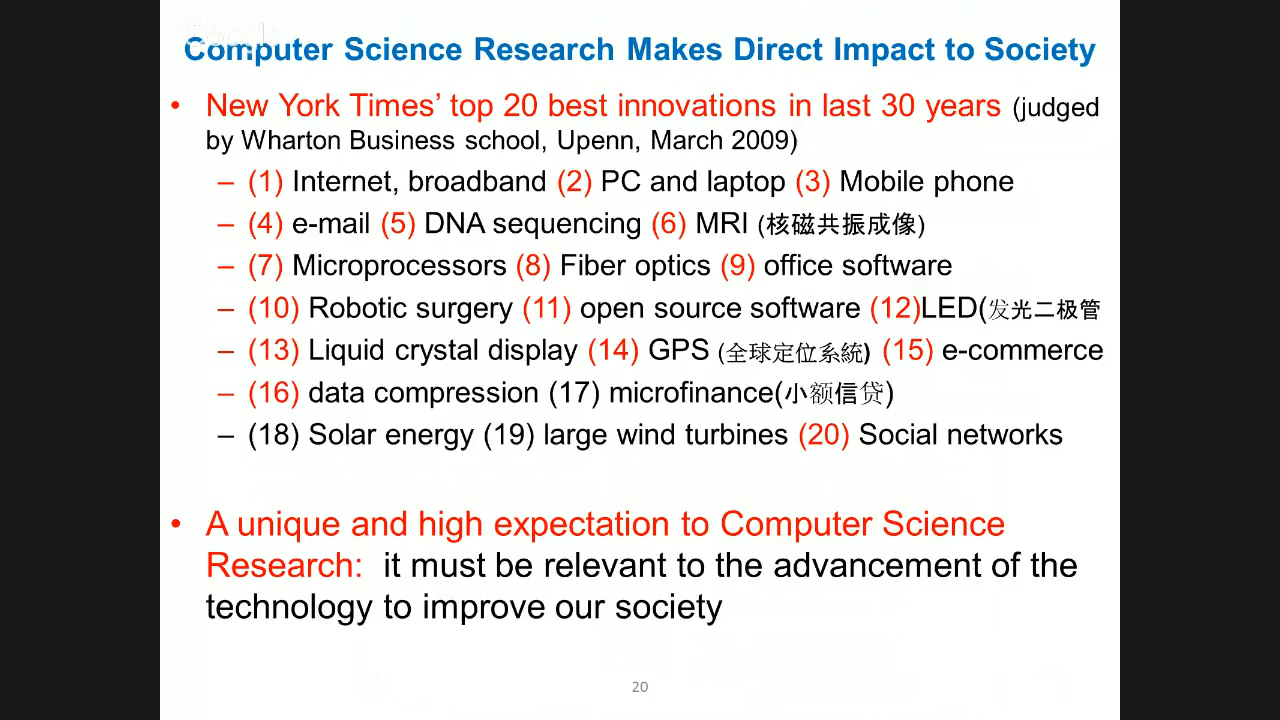 Google
Computer Science Research Makes Direct Impact to Society
• New York Times' top 20 best innovations in last 30 years (judged
by Wharton Business school, Upenn, March 2009)
– (1) Internet, broadband (2) PC and laptop (3) Mobile phone
– (4) e-mail (5) DNA sequencing (6) MRI (核磁共振成像)
– (7) Microprocessors (8) Fiber optics (9) office software
– (10) Robotic surgery (11) open source software (12)LED(发光二极管
– (13) Liquid crystal display (14) GPS (全球定位系統) (15) e-commerce
– (16) data compression (17) microfinance(小额信贷)
– (18) Solar energy (19) large wind turbines (20) Social networks
• A unique and high expectation to Computer Science
Research: it must be relevant to the advancement of the
technology to improve our society
20